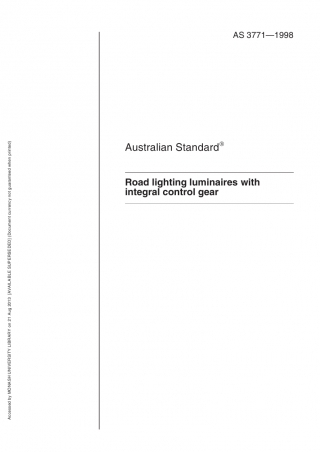 AS 3771—1998
Australian Standard®
Road lighting luminaires with
integral control gear
Accessed by MONASH UNIVERSITY LIBRARY on 21 Aug 2013 [AVAILABLE SUPERSEDED] (Document currency not guaranteed when printed)